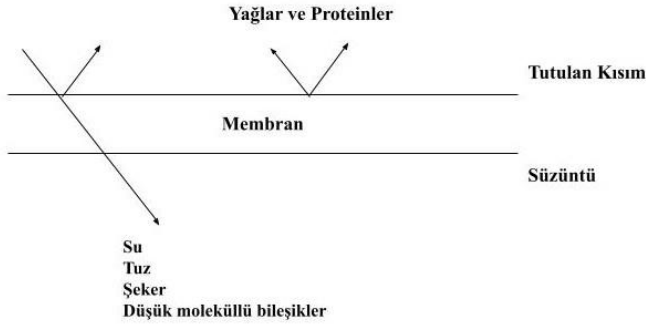 Yağlar ve Proteinler
Tutulan Kısım
Membran
Süzüntü
Su
Tuz
Şeker
Düşük moleküllü bileşikler